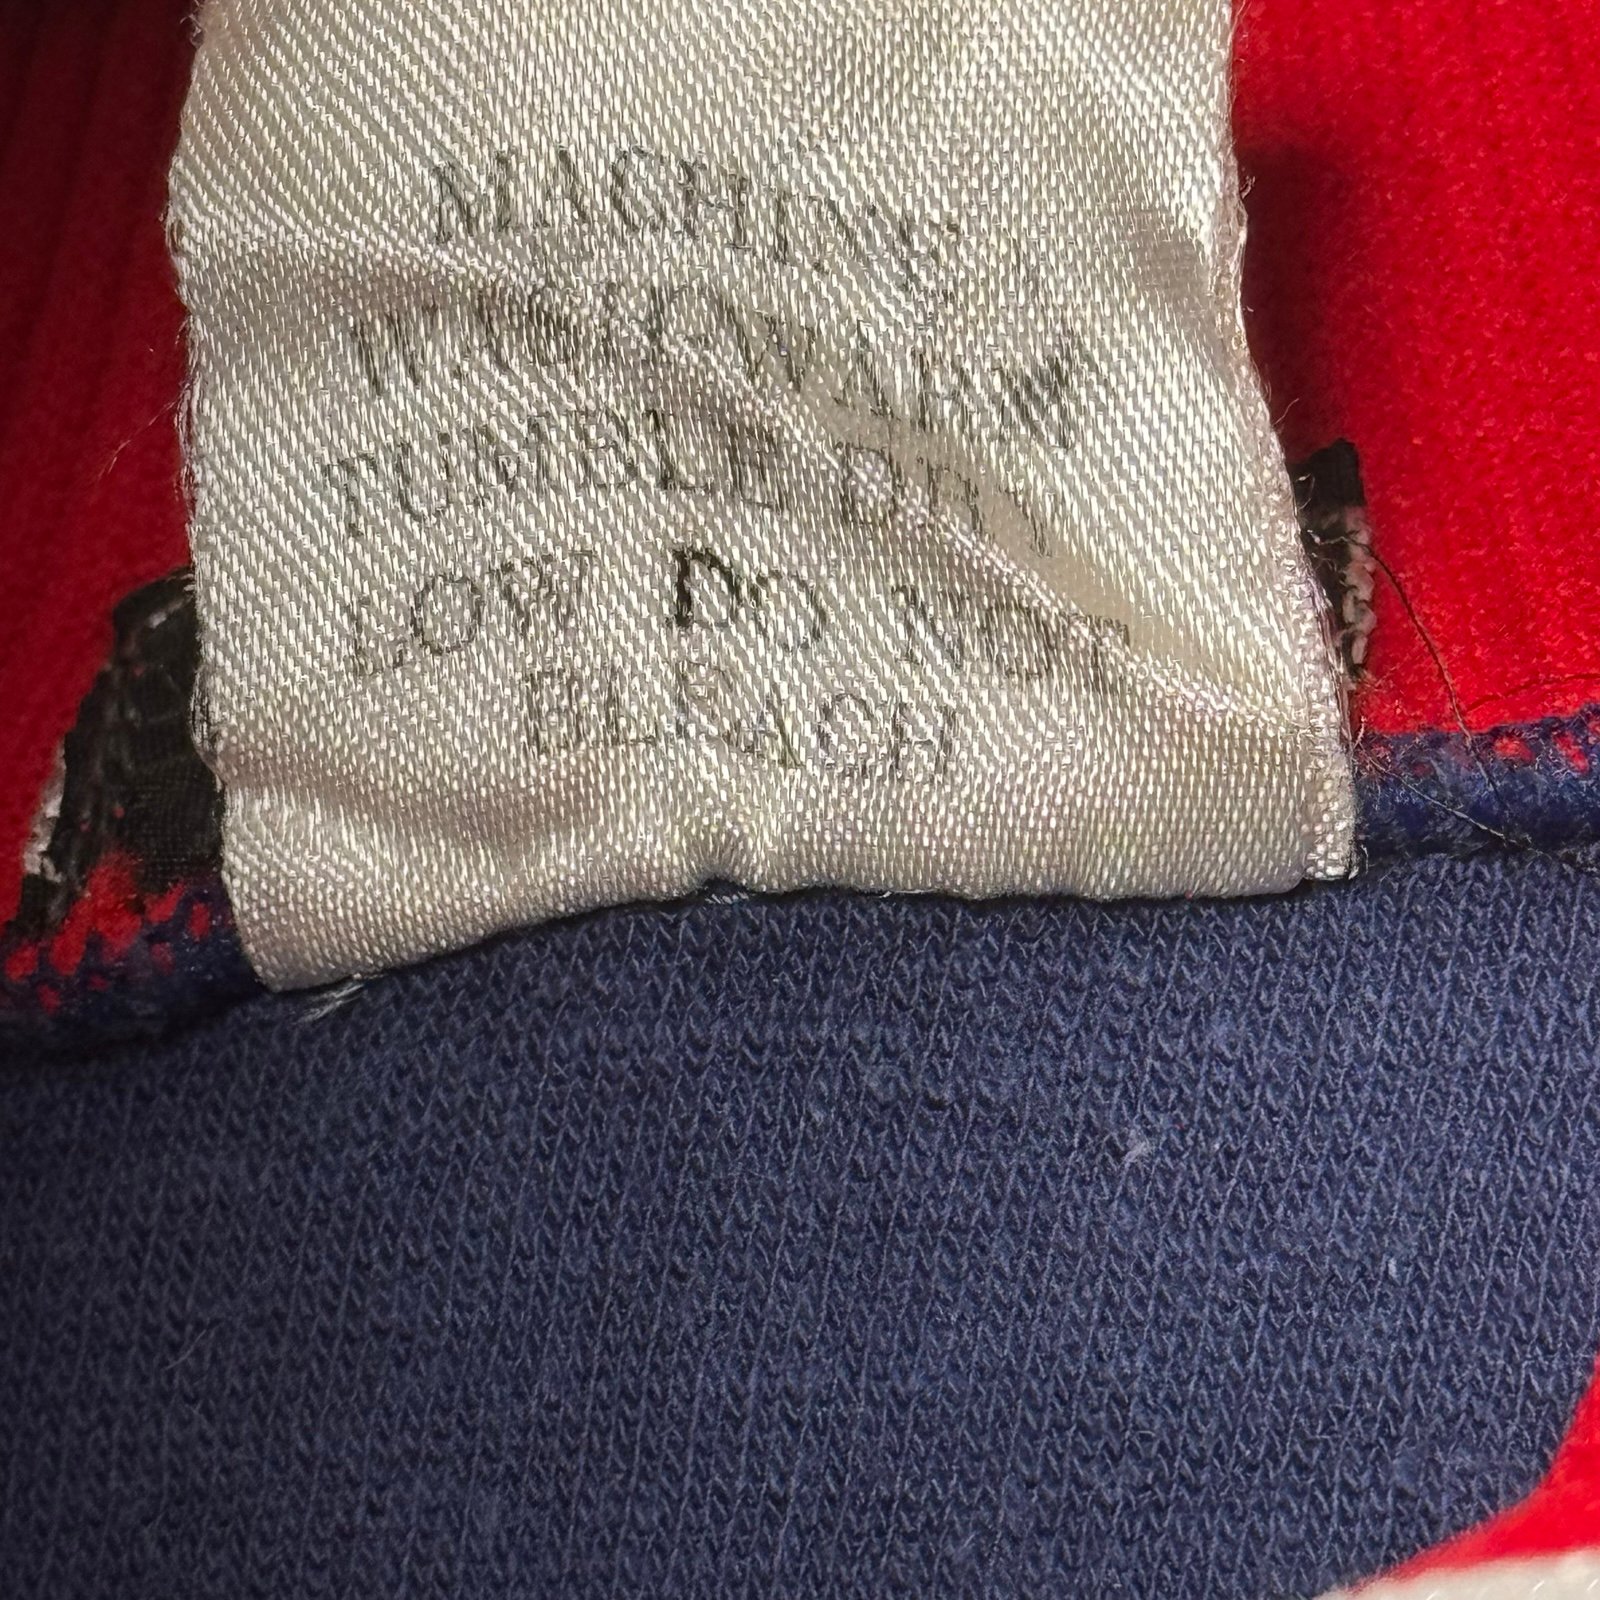 MACHINE
WASH WARM
TUMBLE DRY
LOW DO NOT
BLEACH